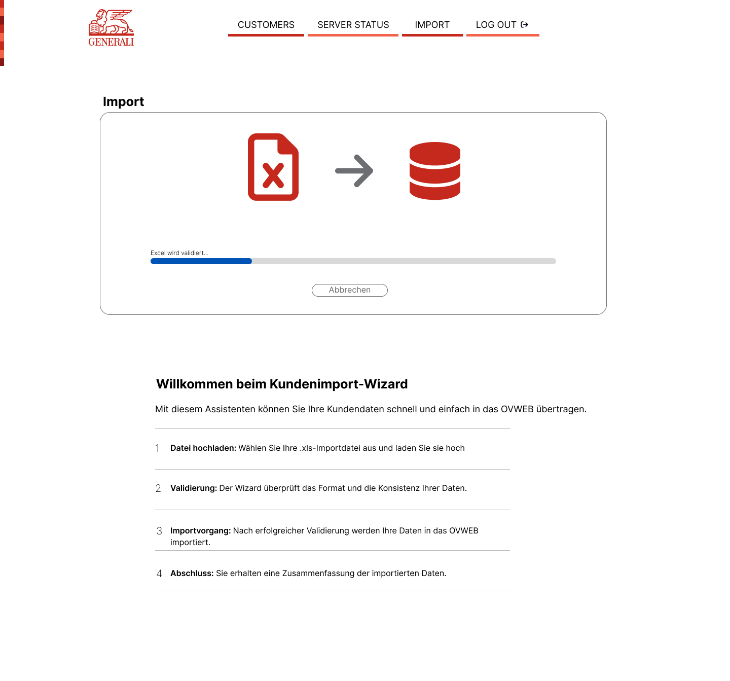 GENERALI
CUSTOMERS SERVER STATUS IMPORT LOG OUT
Import
X
Excel wird validiert...
Abbrechen
Willkommen beim Kundenimport-Wizard
Mit diesem Assistenten können Sie Ihre Kundendaten schnell und einfach in das OVWEB übertragen.
1 Datei hochladen: Wählen Sie Ihre .xls-Importdatei aus und laden Sie sie hoch
2 Validierung: Der Wizard überprüft das Format und die Konsistenz Ihrer Daten.
3 Importvorgang: Nach erfolgreicher Validierung werden Ihre Daten in das OVWEB
importiert.
4 Abschluss: Sie erhalten eine Zusammenfassung der importierten Daten.